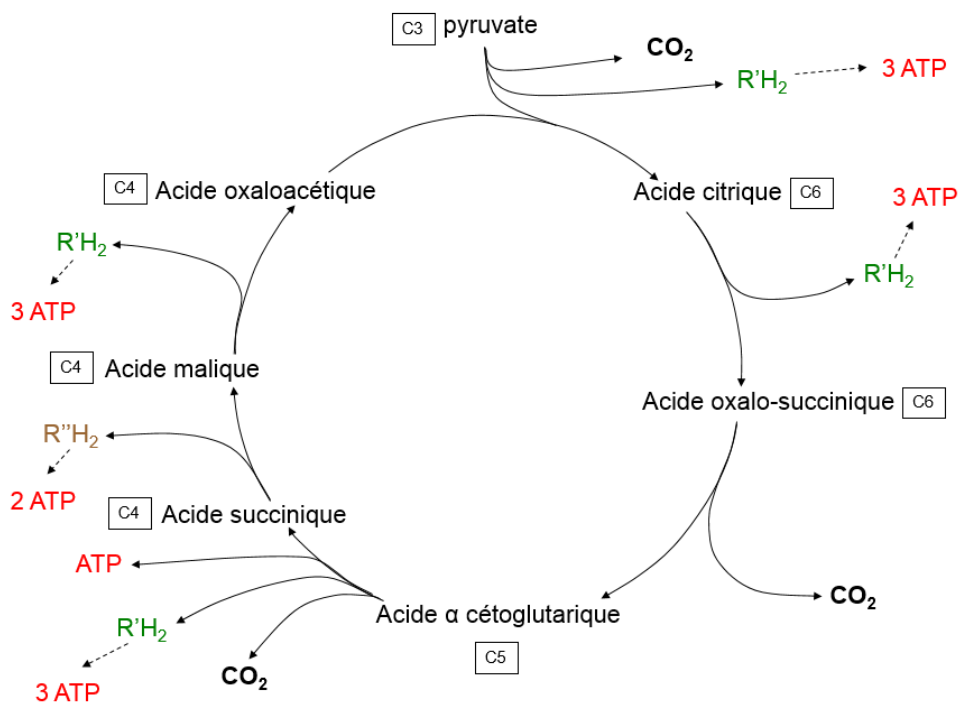 C3 pyruvate
CO₂
R'H₂
3 ATP
C4 Acide oxaloacétique
Acide citrique C6
3 ATP
R'H₂
R'H₂
3 ATP
C4 Acide malique
Acide oxalo-succinique C6
R''H₂
2 ATP
C4 Acide succinique
ATP
CO₂
Acide α cétoglutarique
R'H₂
C5
CO₂
3 ATP